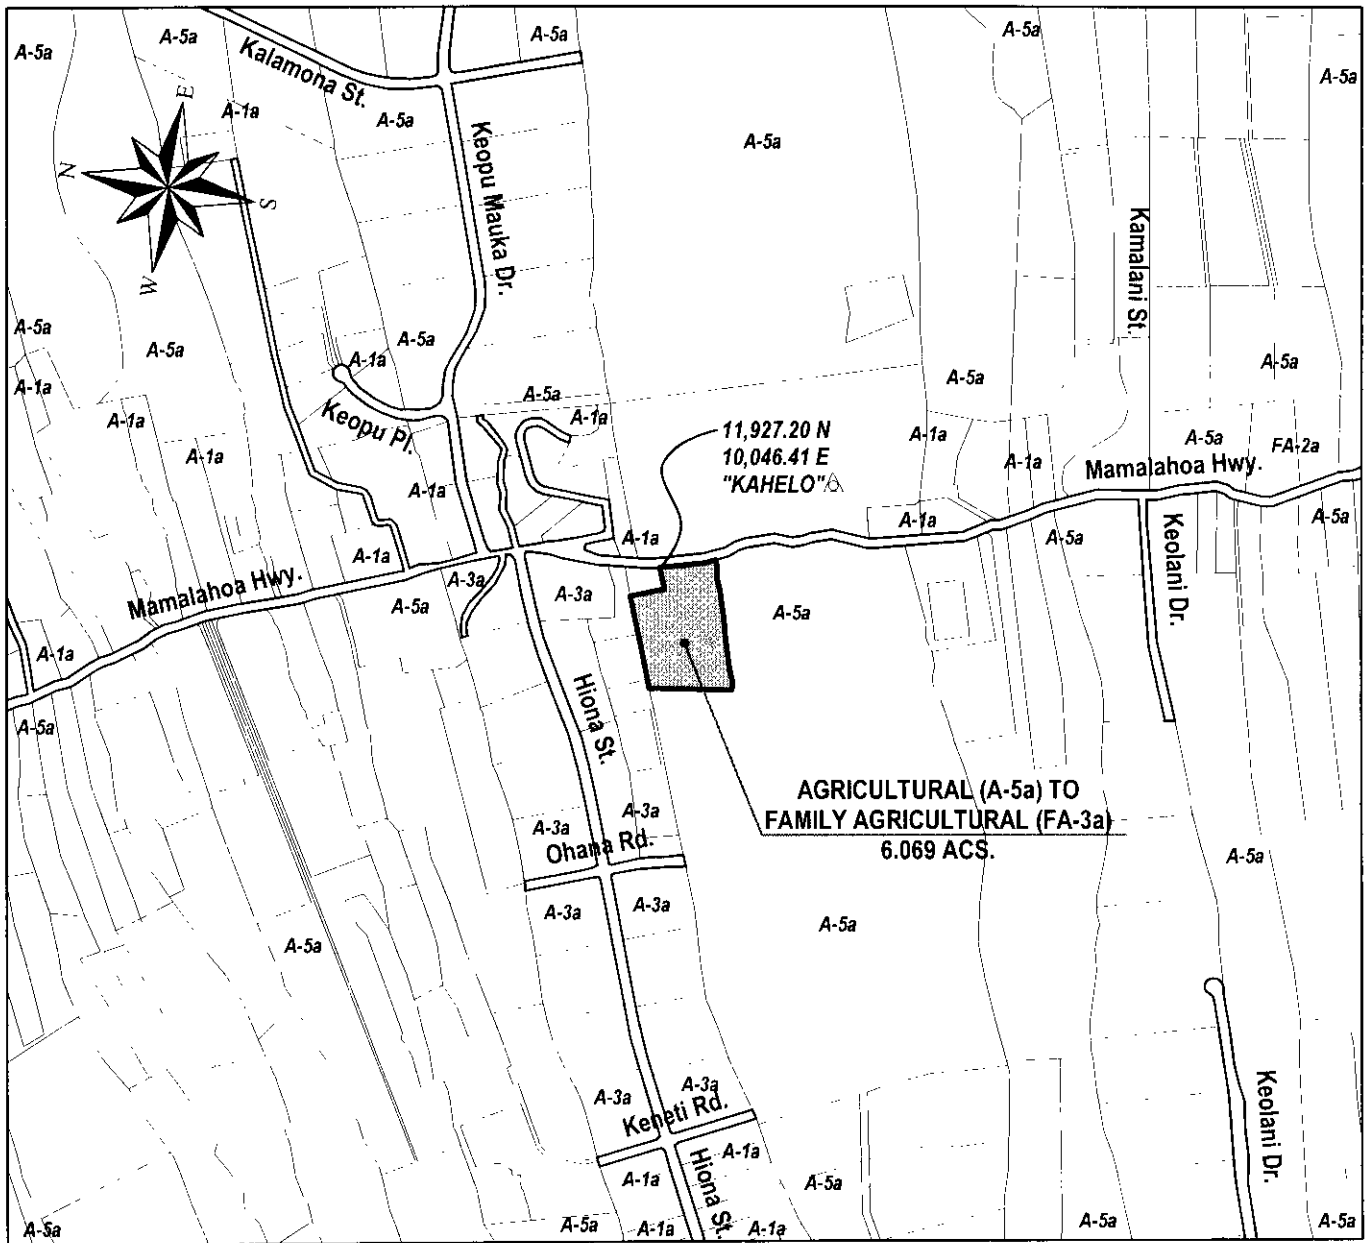 A-5a
A-5a
A-5a
A-5a
A-5a
Kalamona St.
E
A-1a
A-5a
Keopu Mauka Dr.
A-5a
N
S
W
Kamalani St.
A-5a
A-5a
A-1a
A-1a
A-1a
A-5a
A-1a
Keopu Pl.
A-5a
A-1a
A-1a
11,927.20 N
10,046.41 E
"KAHELO"
A-5a
A-1a
A-1a
A-5a
A-5a
FA-2a
Mamalahoa Hwy.
A-5a
A-1a
A-1a
A-1a
A-5a
Keolani Dr.
Mamalahoa Hwy.
A-3a
A-5a
A-3a
A-5a
A-1a
A-5a
Hiona St.
AGRICULTURAL (A-5a) TO
FAMILY AGRICULTURAL (FA-3a)
6.069 ACS.
A-3a
A-3a
Ohana Rd.
A-5a
A-3a
A-3a
A-5a
A-5a
A-3a
A-3a
Keneti Rd.
Keolani Dr.
A-1a
A-1a
A-5a
Hiona St.
A-5a
A-5a
A-1a
A-1a
A-5a
A-5a